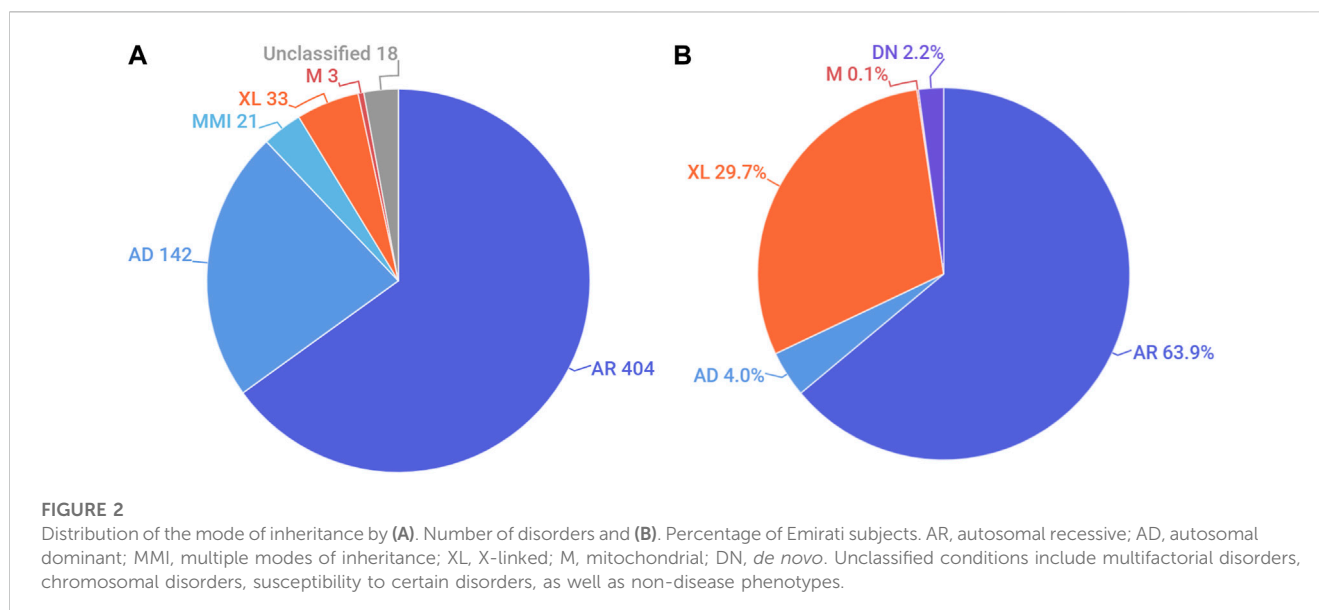 A
Unclassified 18
M 3
XL 33
MMI 21
AD 142
AR 404
B
DN 2.2%
M 0.1%
XL 29.7%
AD 4.0%
AR 63.9%
FIGURE 2
Distribution of the mode of inheritance by (A). Number of disorders and (B). Percentage of Emirati subjects. AR, autosomal recessive; AD, autosomal
dominant; MMI, multiple modes of inheritance; XL, X-linked; M, mitochondrial; DN, de novo. Unclassified conditions include multifactorial disorders,
chromosomal disorders, susceptibility to certain disorders, as well as non-disease phenotypes.